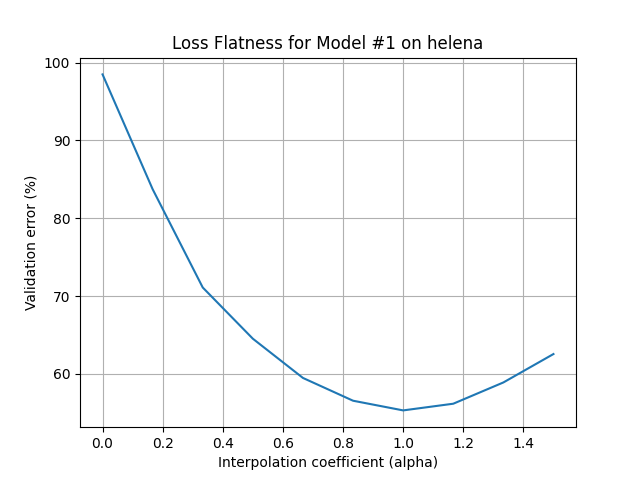 Loss Flatness for Model #1 on helena
Validation error (%)
100
90
80
70
60
0.0 0.2 0.4 0.6 0.8 1.0 1.2 1.4
Interpolation coefficient (alpha)